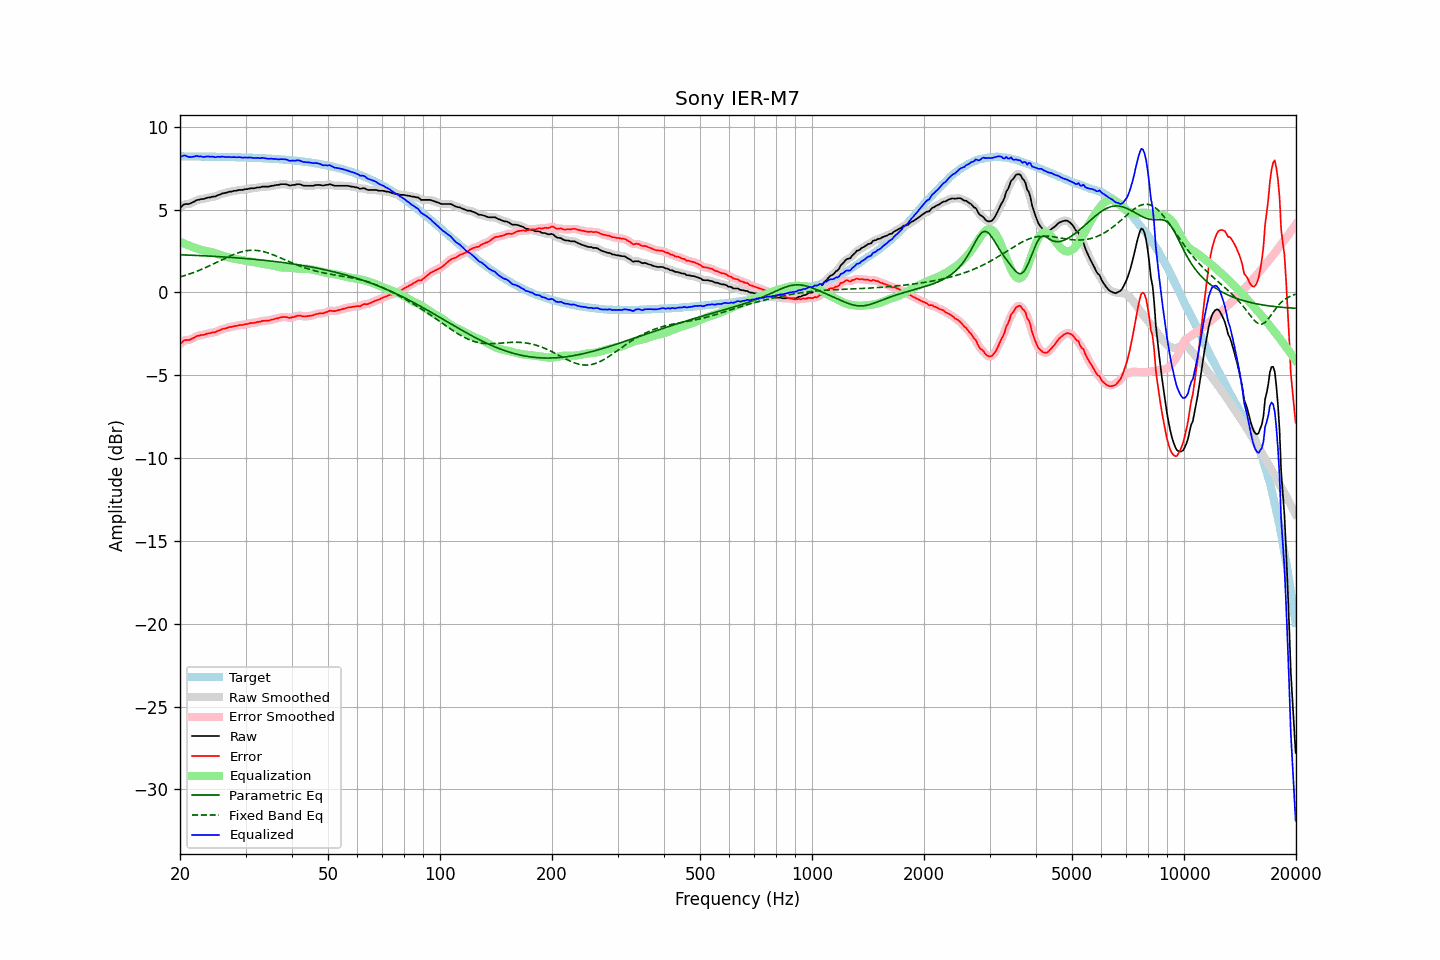 Sony IER-M7
Amplitude (dBr)
10
5
0
−5
−10
−15
−20
−25
−30
Target
Raw Smoothed
Error Smoothed
Raw
Error
Equalization
Parametric Eq
Fixed Band Eq
Equalized
20 50 100 200 500 1000 2000 5000 10000 20000
Frequency (Hz)